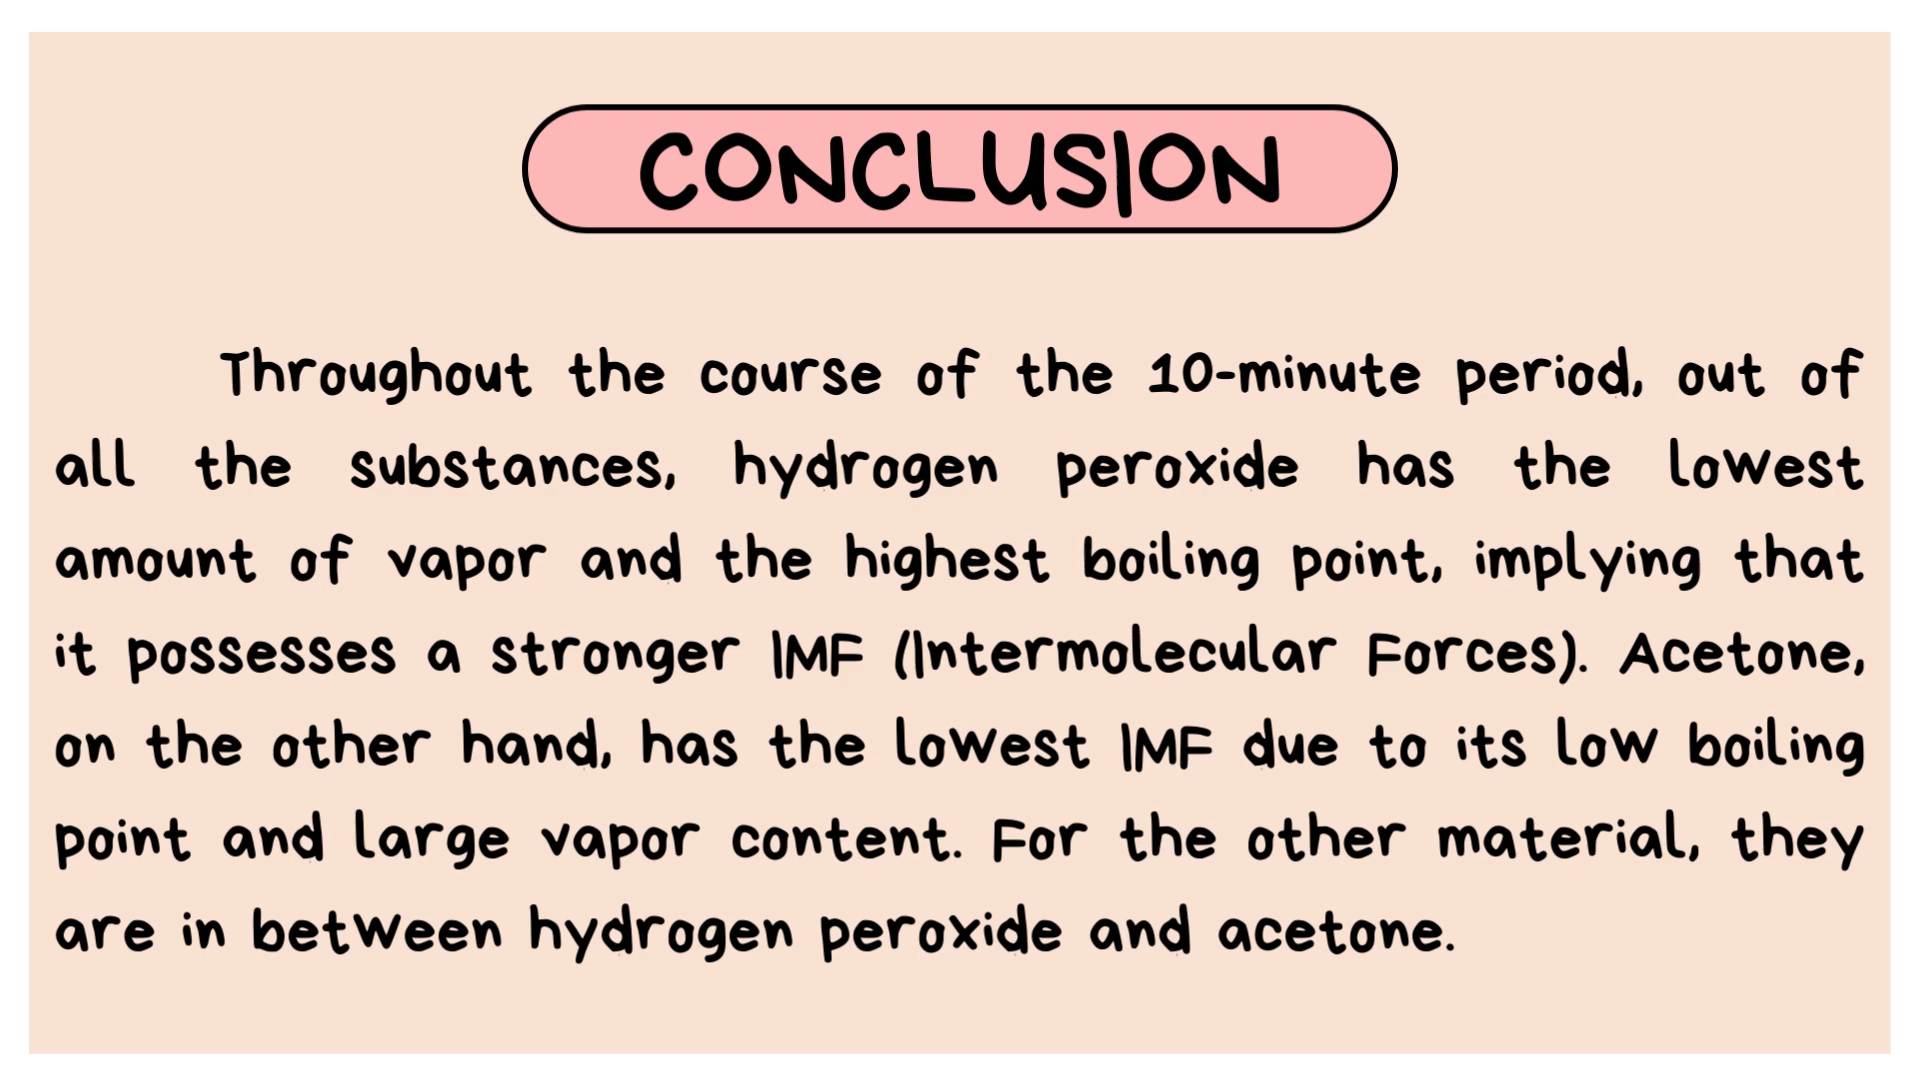 CONCLUSION
Throughout the course of the 10-minute period, out of
all the substances, hydrogen peroxide has the lowest
amount of vapor and the highest boiling point, implying that
it possesses a stronger IMF (Intermolecular Forces). Acetone,
on the other hand, has the lowest IMF due to its low boiling
point and large vapor content. For the other material, they
are in between hydrogen peroxide and acetone.